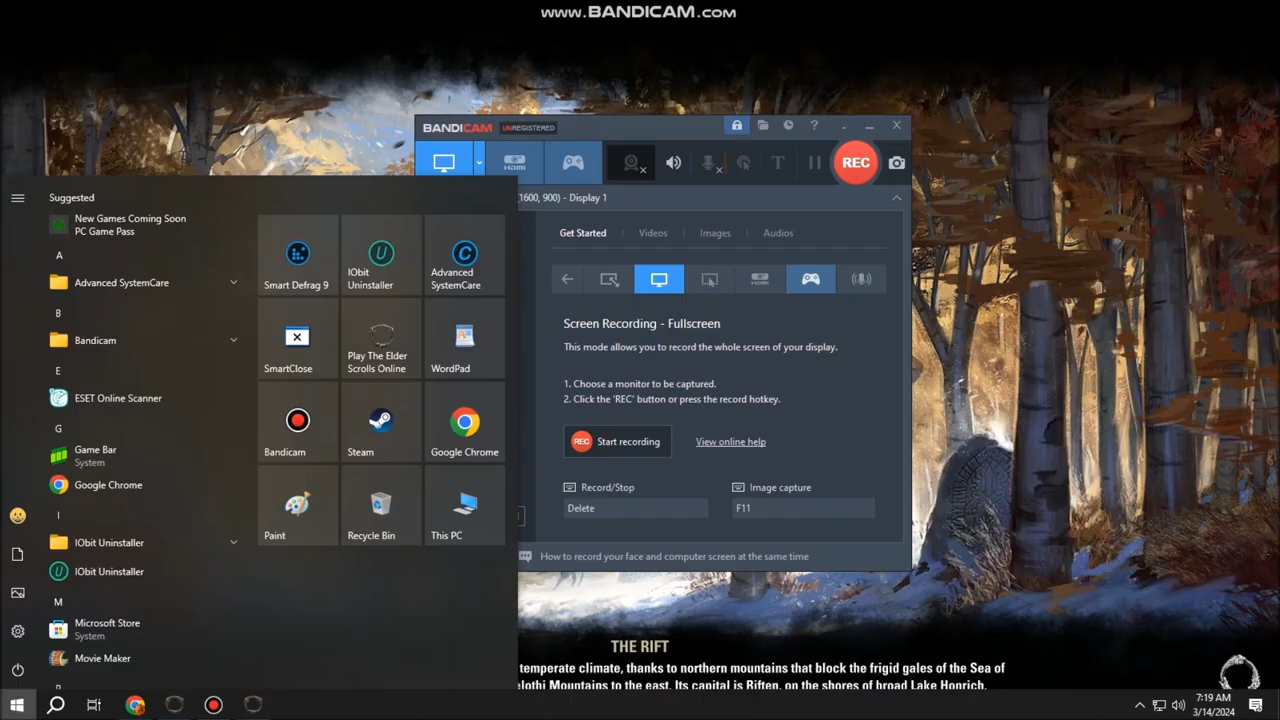 www.BANDICAM.com
BANDICAM UNREGISTERED
?
HDMI
T
REC
(1600, 900) - Display 1
Get Started
Videos
Images
Audios
Screen Recording - Fullscreen
This mode allows you to record the whole screen of your display.
1. Choose a monitor to be captured.
2. Click the 'REC' button or press the record hotkey.
REC Start recording
View online help
Record/Stop
Image capture
Delete
F11
How to record your face and computer screen at the same time
Suggested
New Games Coming Soon
PC Game Pass
A
Advanced SystemCare
B
Bandicam
E
ESET Online Scanner
G
Game Bar
System
Google Chrome
I
IObit Uninstaller
IObit Uninstaller
M
Microsoft Store
System
Movie Maker
Smart Defrag 9
IObit
Uninstaller
Advanced
SystemCare
SmartClose
Play The Elder
Scrolls Online
WordPad
Bandicam
Steam
Google Chrome
Paint
Recycle Bin
This PC
THE RIFT
temperate climate, thanks to northern mountains that block the frigid gales of the Sea of
elothi Mountains to the east. Its capital is Riften, on the shores of broad Lake Honrich.
7:19 AM
3/14/2024